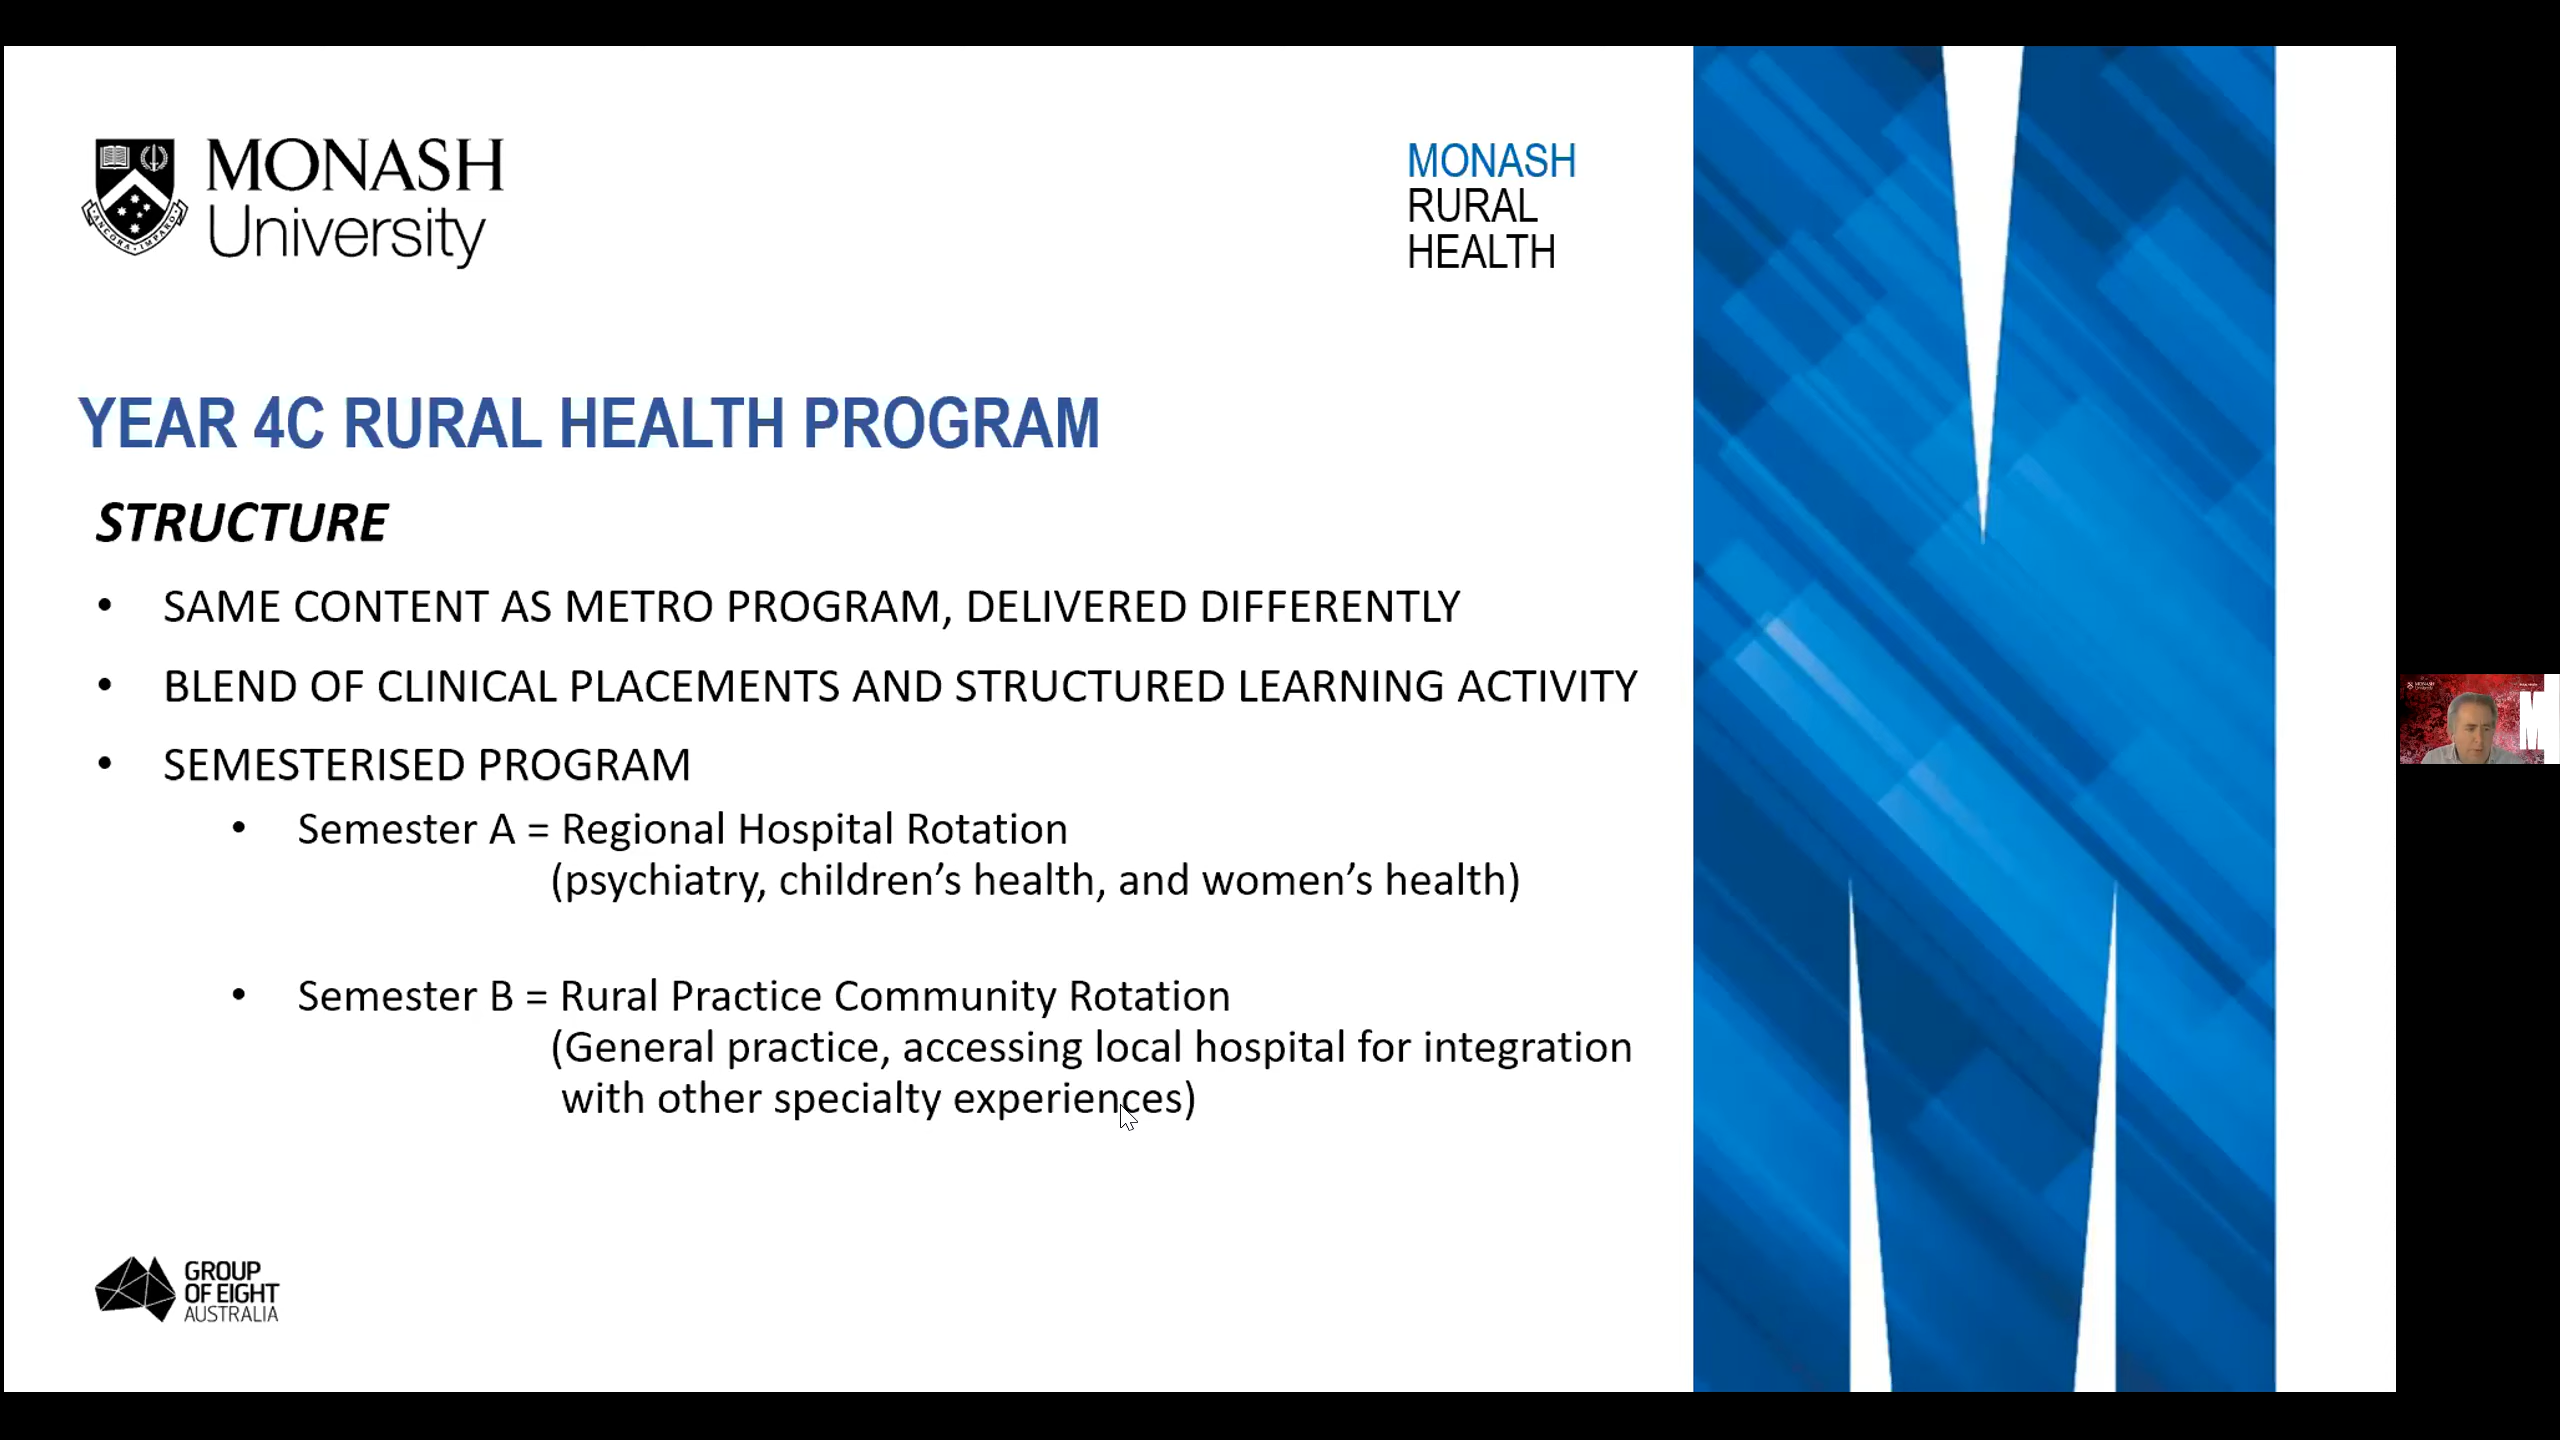 MONASH
University
MONASH
RURAL
HEALTH
YEAR 4C RURAL HEALTH PROGRAM
STRUCTURE
• SAME CONTENT AS METRO PROGRAM, DELIVERED DIFFERENTLY
• BLEND OF CLINICAL PLACEMENTS AND STRUCTURED LEARNING ACTIVITY
• SEMESTERISED PROGRAM
• Semester A = Regional Hospital Rotation
(psychiatry, children’s health, and women’s health)
• Semester B = Rural Practice Community Rotation
(General practice, accessing local hospital for integration
with other specialty experiences)
GROUP
OF EIGHT
AUSTRALIA
ANCORA IMPARO
MONASH
M